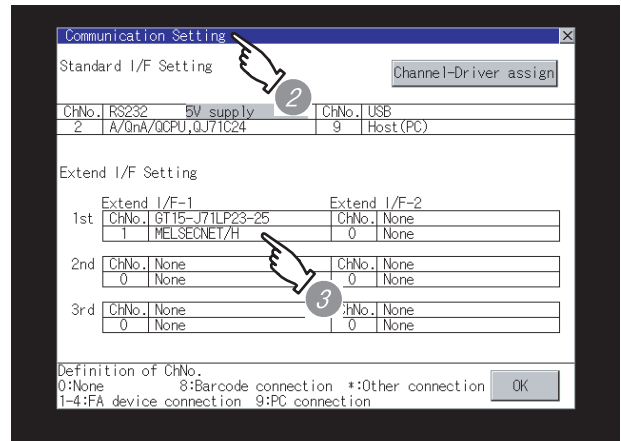 Communication Setting
Standard I/F Setting
Channel-Driver assign
2
ChNo. RS232 5V supply ChNo. USB
2 A/QnA/QCPU,QJ71C24 9 Host(PC)
Extend I/F Setting
Extend I/F-1 Extend I/F-2
1st ChNo. GT15-J71LP23-25 ChNo. None
1 MELSECNET/H 0 None
2nd ChNo. None ChNo. None
0 None 0 None
3
3rd ChNo. None ChNo. None
0 None 0 None
Definition of ChNo.
0:None 8:Barcode connection *:Other connection OK
1-4:FA device connection 9:PC connection